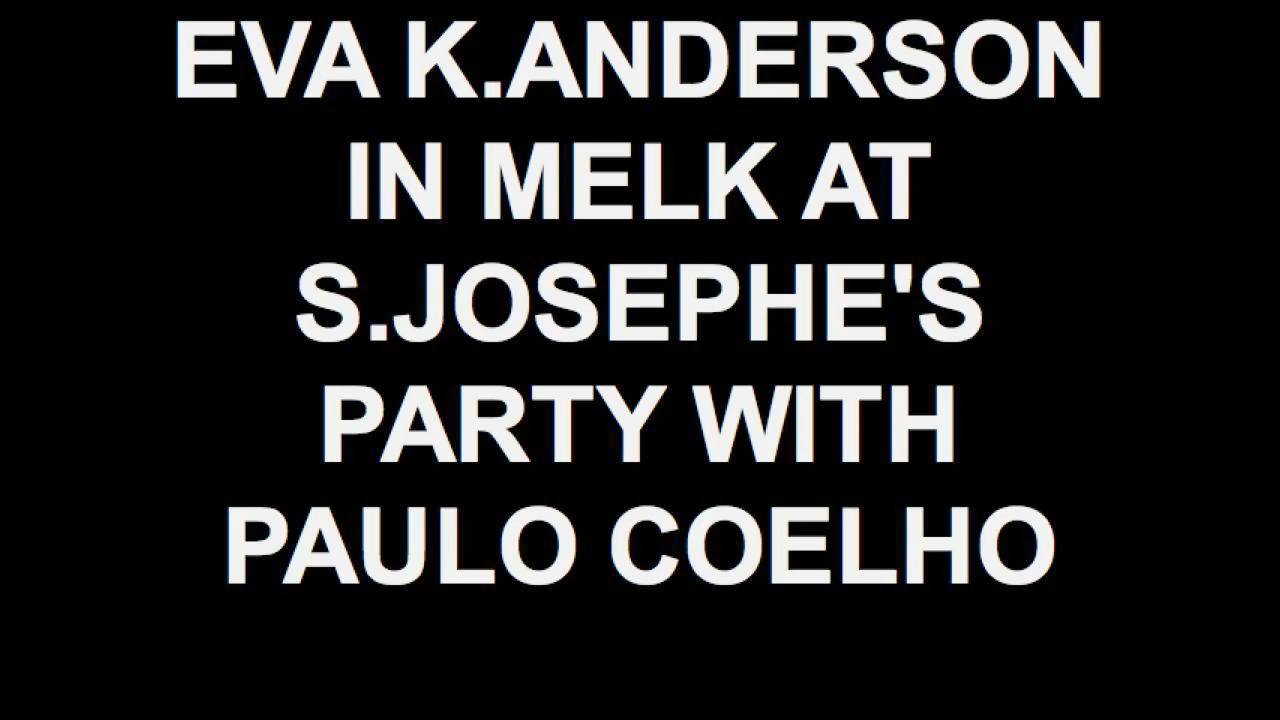 EVA K.ANDERSON
IN MELK AT
S.JOSEPHE'S
PARTY WITH
PAULO COELHO